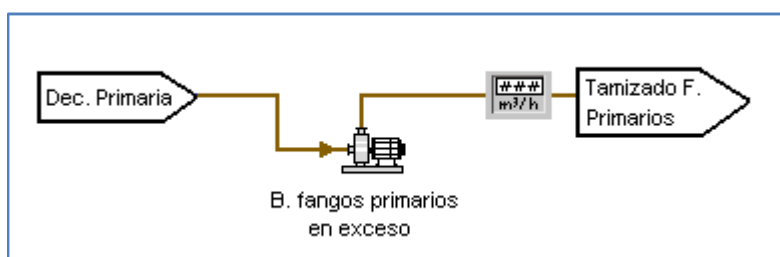 Dec. Primaria
###
m³/h
Tamizado F.
Primarios
B. fangos primarios
en exceso